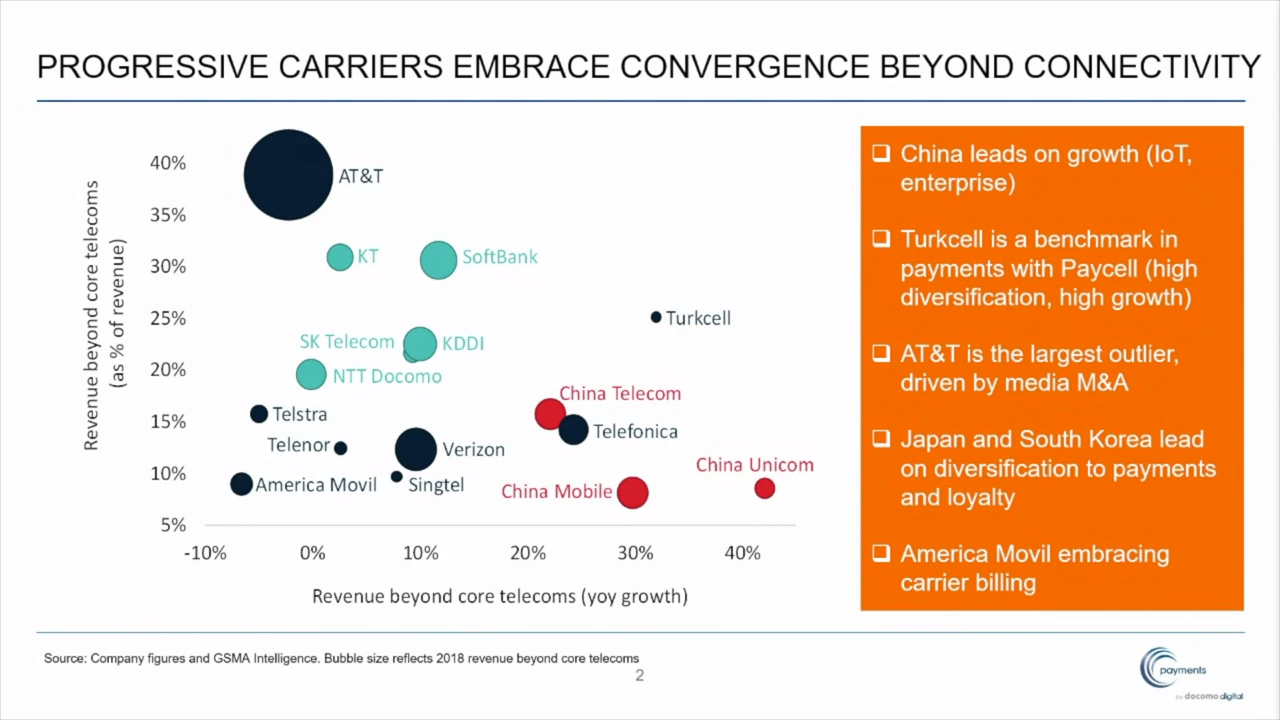 PROGRESSIVE CARRIERS EMBRACE CONVERGENCE BEYOND CONNECTIVITY
Revenue beyond core telecoms
(as % of revenue)
40%
35%
30%
25%
20%
15%
10%
5%
AT&T
KT
SoftBank
Turkcell
SK Telecom
KDDI
NTT Docomo
China Telecom
Telstra
Telefonica
Telenor
Verizon
China Unicom
America Movil
Singtel
China Mobile
-10%
0%
10%
20%
30%
40%
Revenue beyond core telecoms (yoy growth)
❑ China leads on growth (IoT,
enterprise)
❑ Turkcell is a benchmark in
payments with Paycell (high
diversification, high growth)
❑ AT&T is the largest outlier,
driven by media M&A
❑ Japan and South Korea lead
on diversification to payments
and loyalty
❑ America Movil embracing
carrier billing
Source: Company figures and GSMA Intelligence. Bubble size reflects 2018 revenue beyond core telecoms
2
payments
by docomo digital